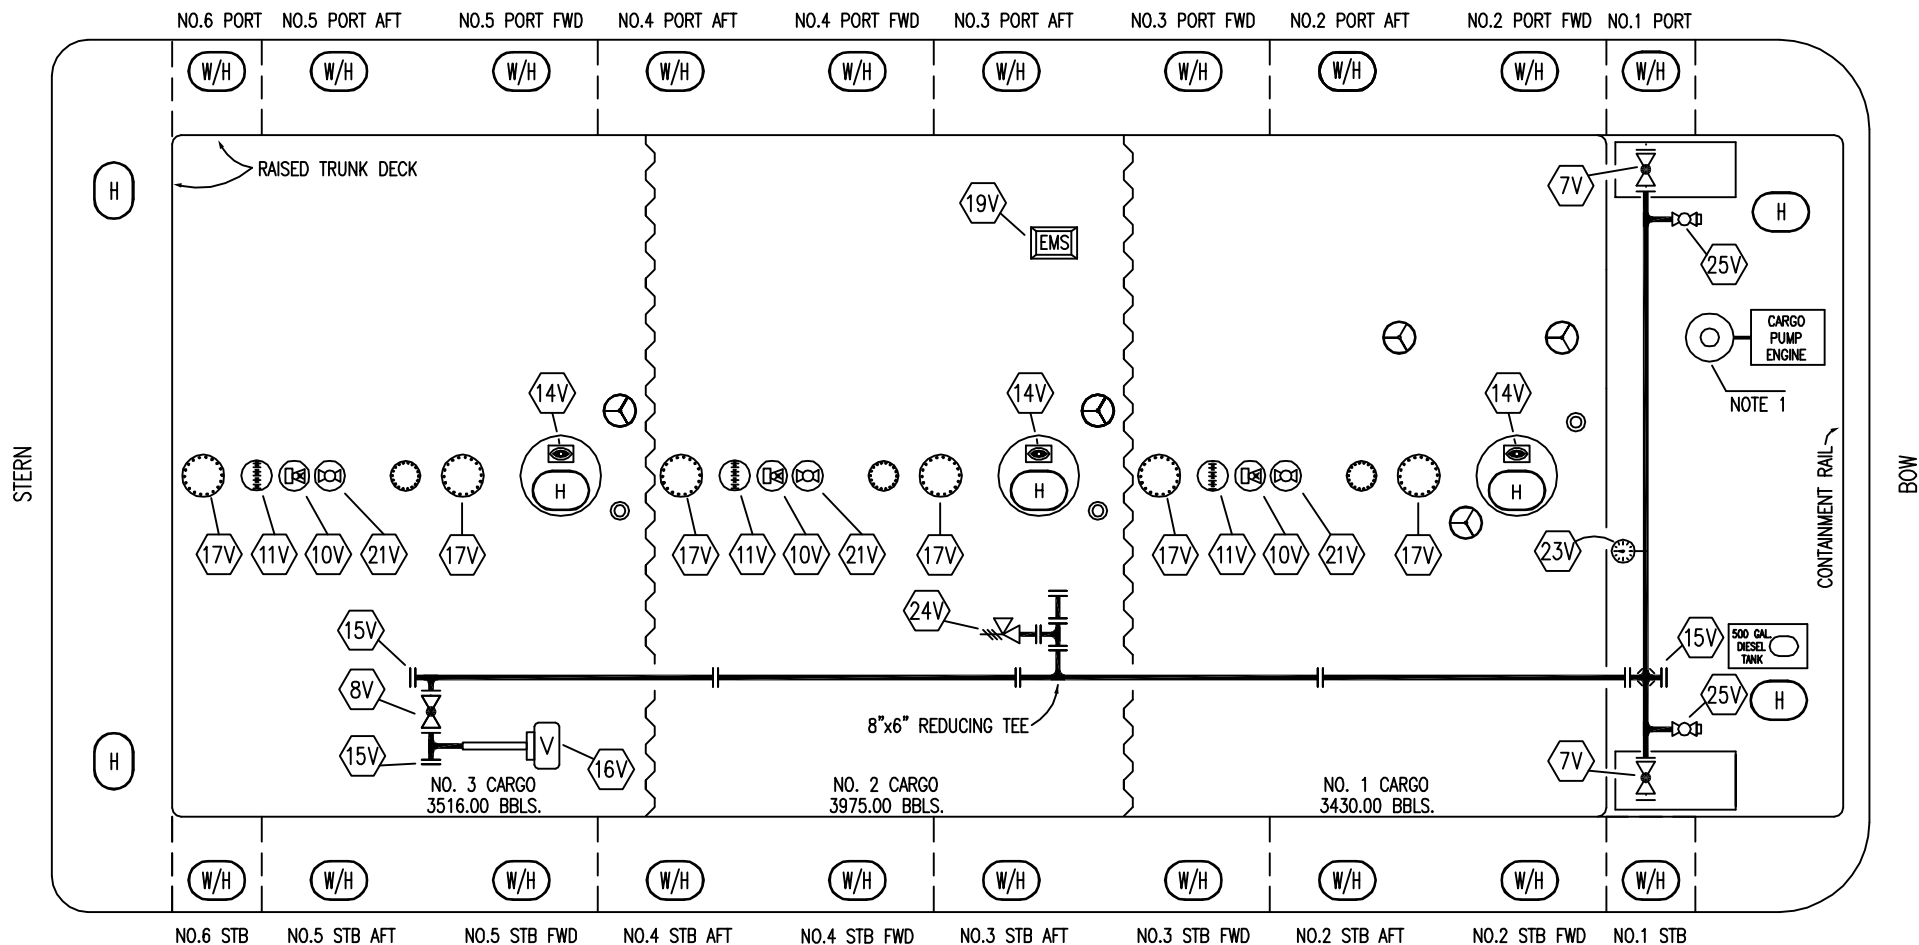 NO.6 PORT NO.5 PORT AFT NO.5 PORT FWD NO.4 PORT AFT NO.4 PORT FWD NO.3 PORT AFT NO.3 PORT FWD NO.2 PORT AFT NO.2 PORT FWD NO.1 PORT
W/H W/H W/H W/H W/H W/H W/H W/H W/H W/H
RAISED TRUNK DECK
H
7V
19V
H
EMS
25V
CARGO
PUMP
ENGINE
NOTE 1
14V 14V 14V
STERN
BOW
H H H
CONTAINMENT RAIL
17V 11V 10V 21V 17V 17V 11V 10V 21V 17V 17V 11V 10V 21V 17V 23V
24V
15V
15V
500 GAL.
DIESEL
TANK
8V
25V
H
8"x6" REDUCING TEE
15V
V
16V
H
7V
NO. 3 CARGO
3516.00 BBLS.
NO. 2 CARGO
3975.00 BBLS.
NO. 1 CARGO
3430.00 BBLS.
W/H W/H W/H W/H W/H W/H W/H W/H W/H W/H
NO.6 STB NO.5 STB AFT NO.5 STB FWD NO.4 STB AFT NO.4 STB FWD NO.3 STB AFT NO.3 STB FWD NO.2 STB AFT NO.2 STB FWD NO.1 STB